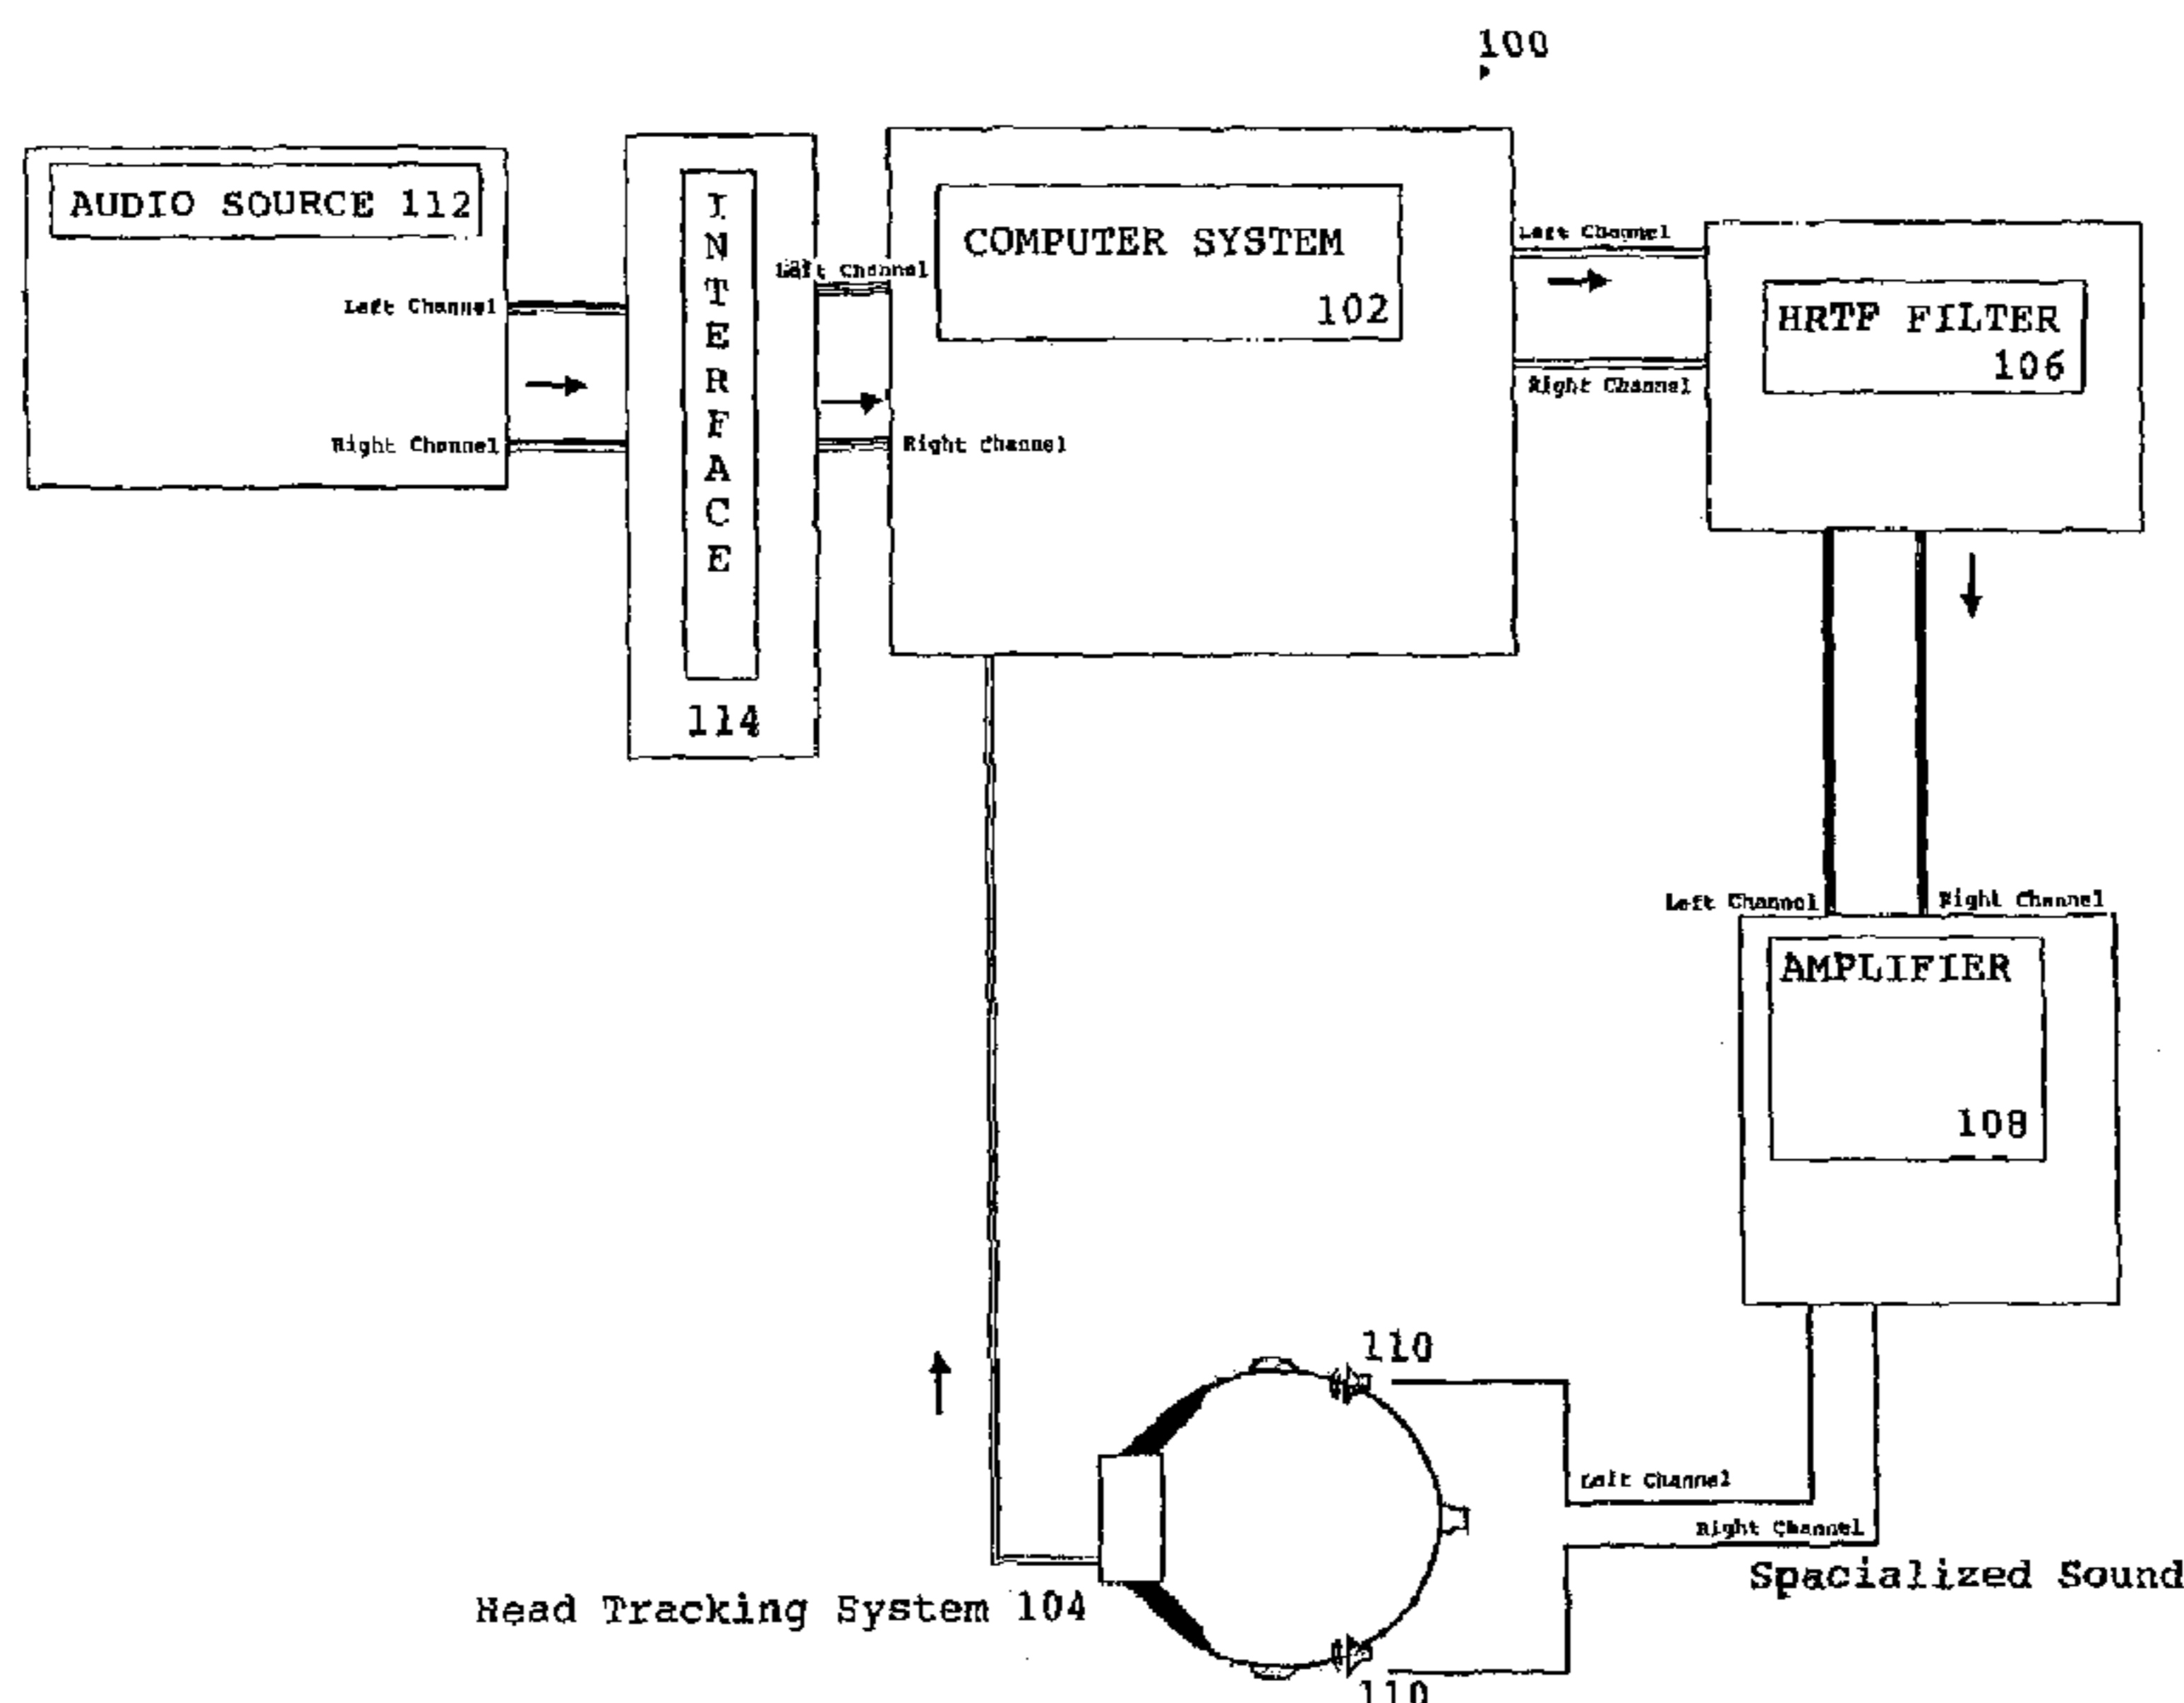 100
AUDIO SOURCE 112
Left Channel
Right Channel
INTERFACE
114
Left Channel
Right Channel
COMPUTER SYSTEM
102
Left Channel
Right Channel
HRTF FILTER
106
Left Channel
Right Channel
AMPLIFIER
108
110
Left Channel
Right Channel
Spacialized Sound
Head Tracking System 104
110